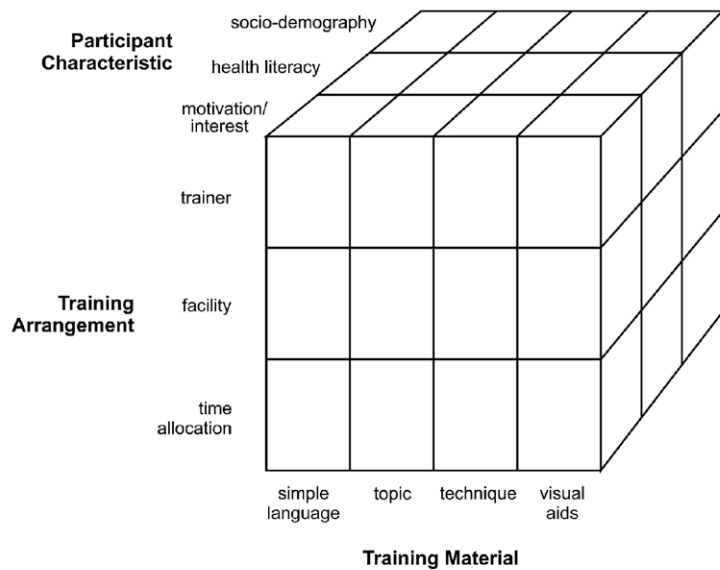 socio-demography
Participant
Characteristic
health literacy
motivation/
interest
trainer
Training
Arrangement
facility
time
allocation
simple
language
topic
technique
visual
aids
Training Material